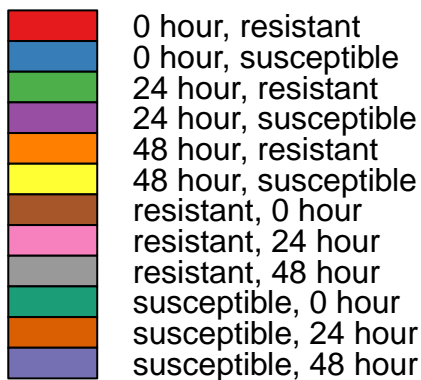 0 hour, resistant
0 hour, susceptible
24 hour, resistant
24 hour, susceptible
48 hour, resistant
48 hour, susceptible
resistant, 0 hour
resistant, 24 hour
resistant, 48 hour
susceptible, 0 hour
susceptible, 24 hour
susceptible, 48 hour